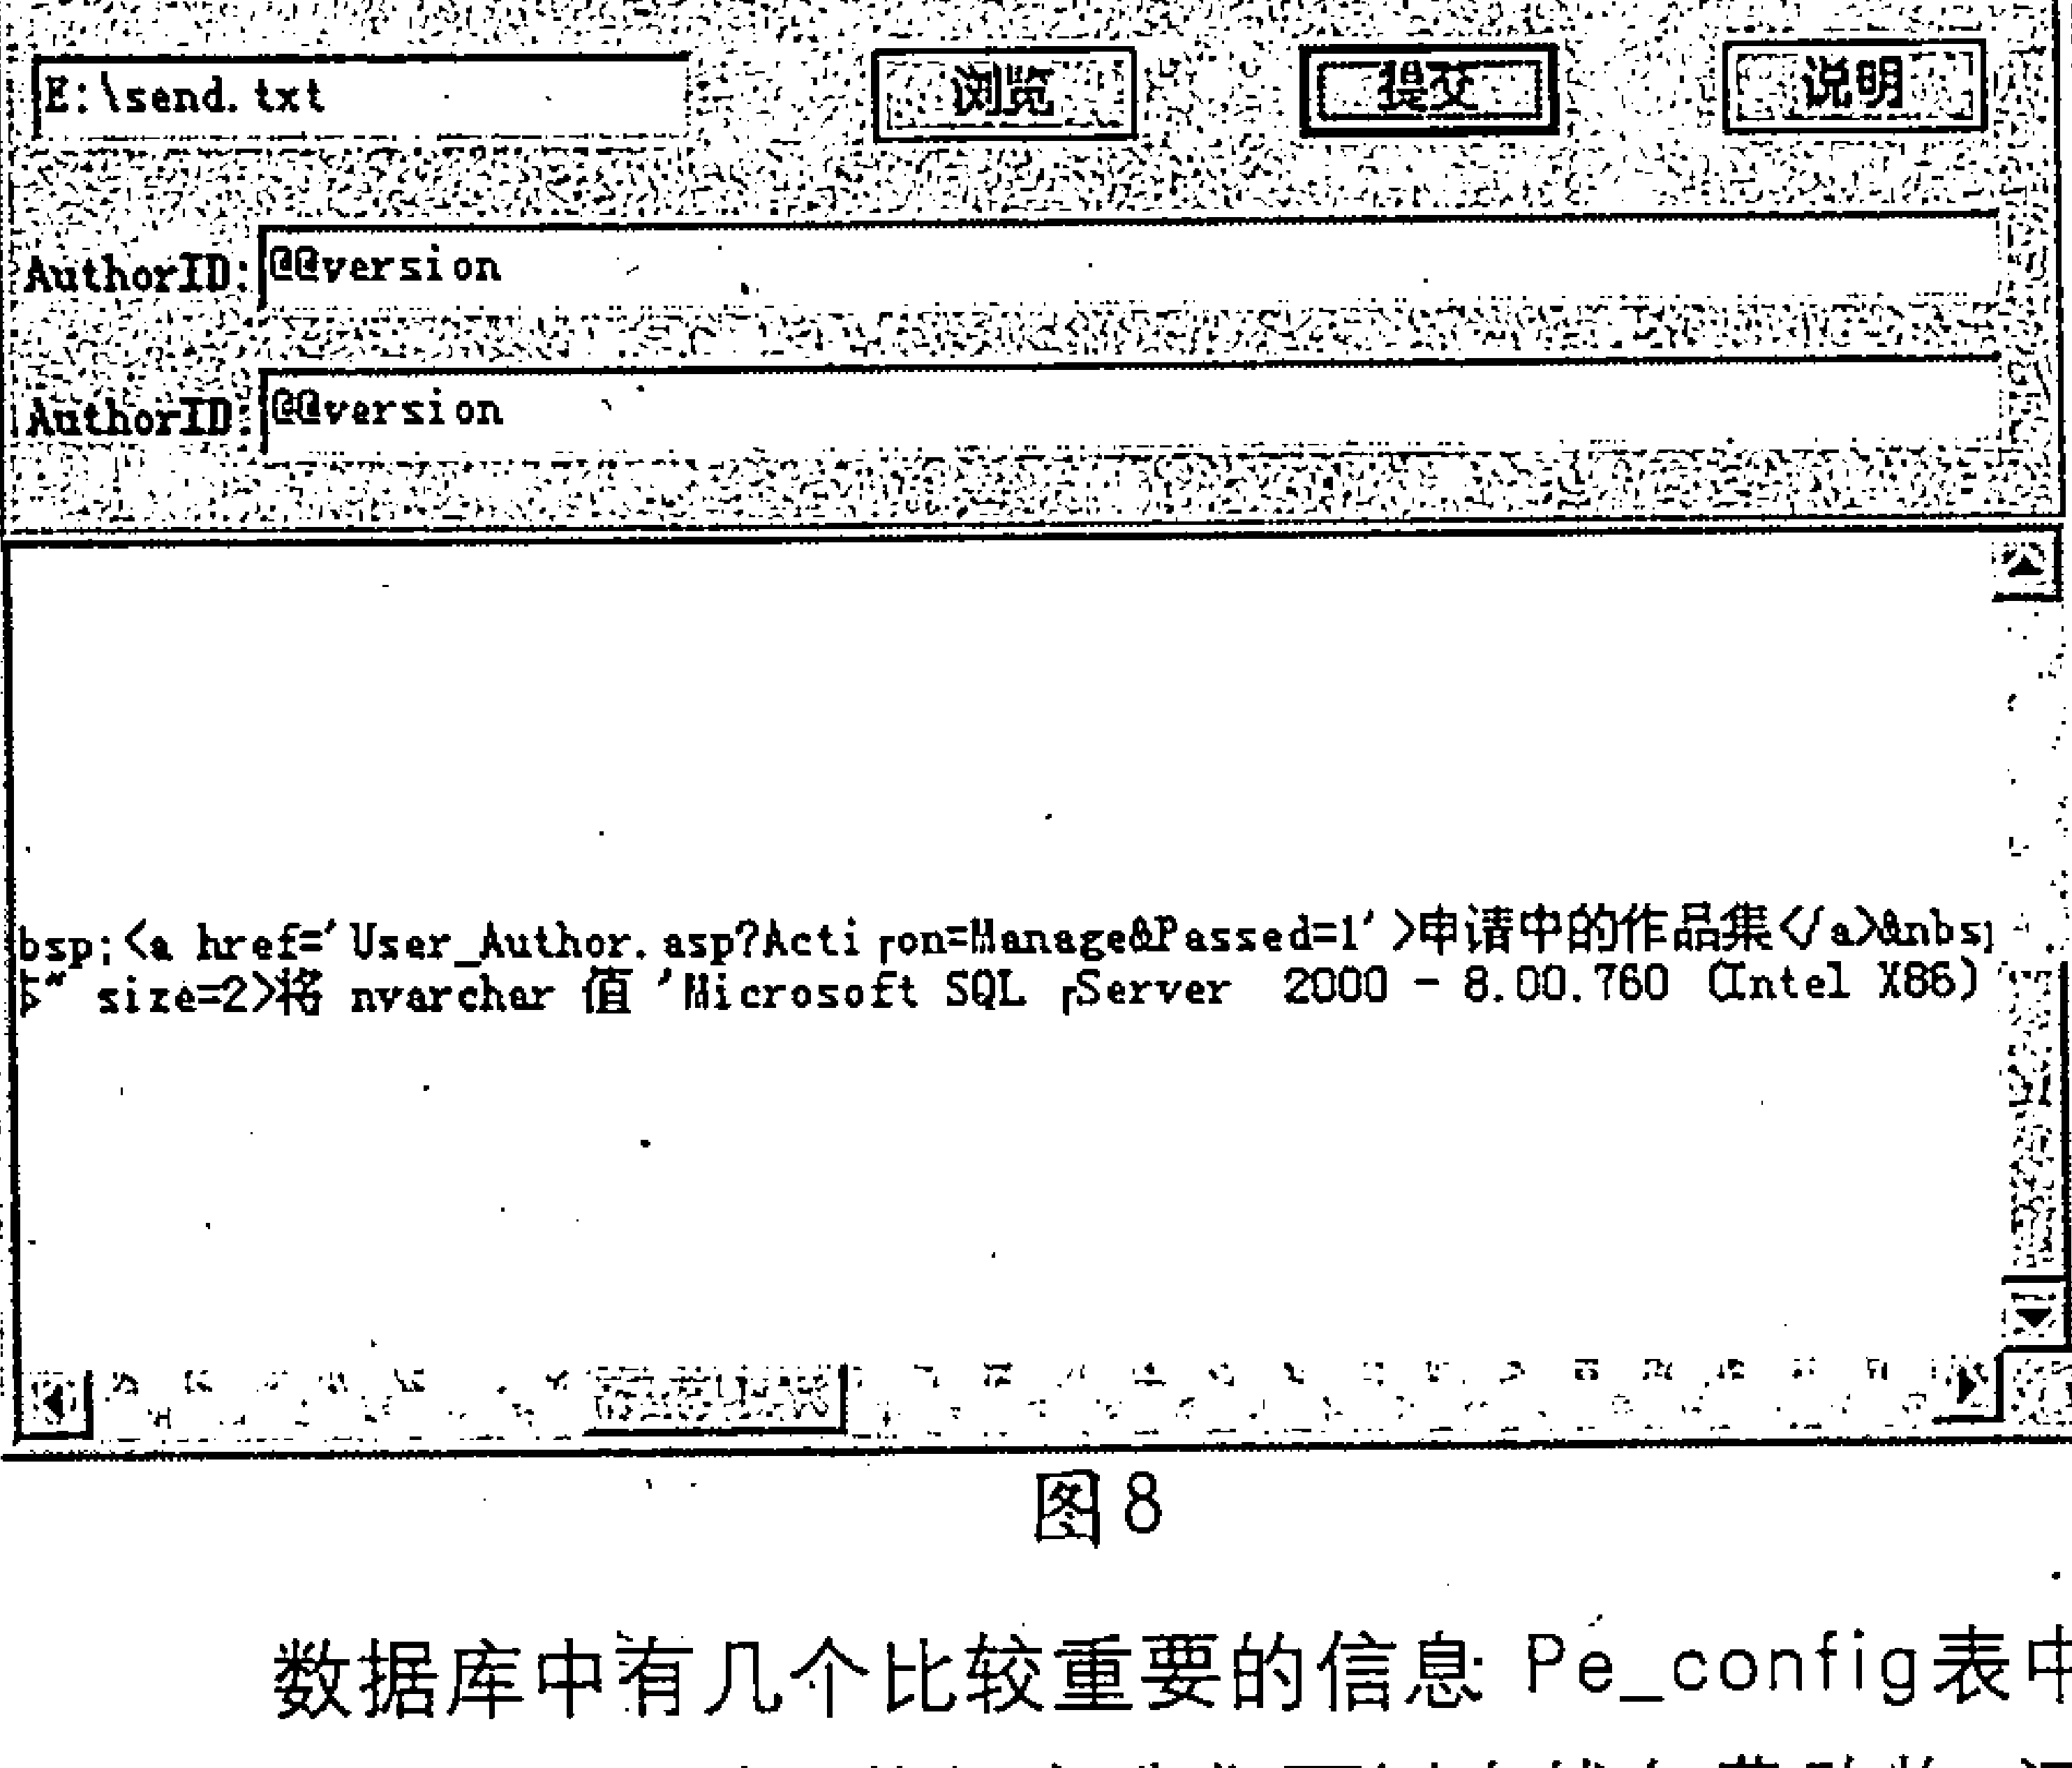 E:\send.txt 浏览 提交 说明
AuthorID: @@version
AuthorID: @@version
bsp;<a href='User_Author.asp?Acti ron=Manage&Passed=1'>申请中的作品集</a>&nbs
size=2>将 nvarchar 值 'Microsoft SQL rServer 2000 - 8.00.760 (Intel X86)
图8
数据库中有几个比较重要的信息 Pe_config表中